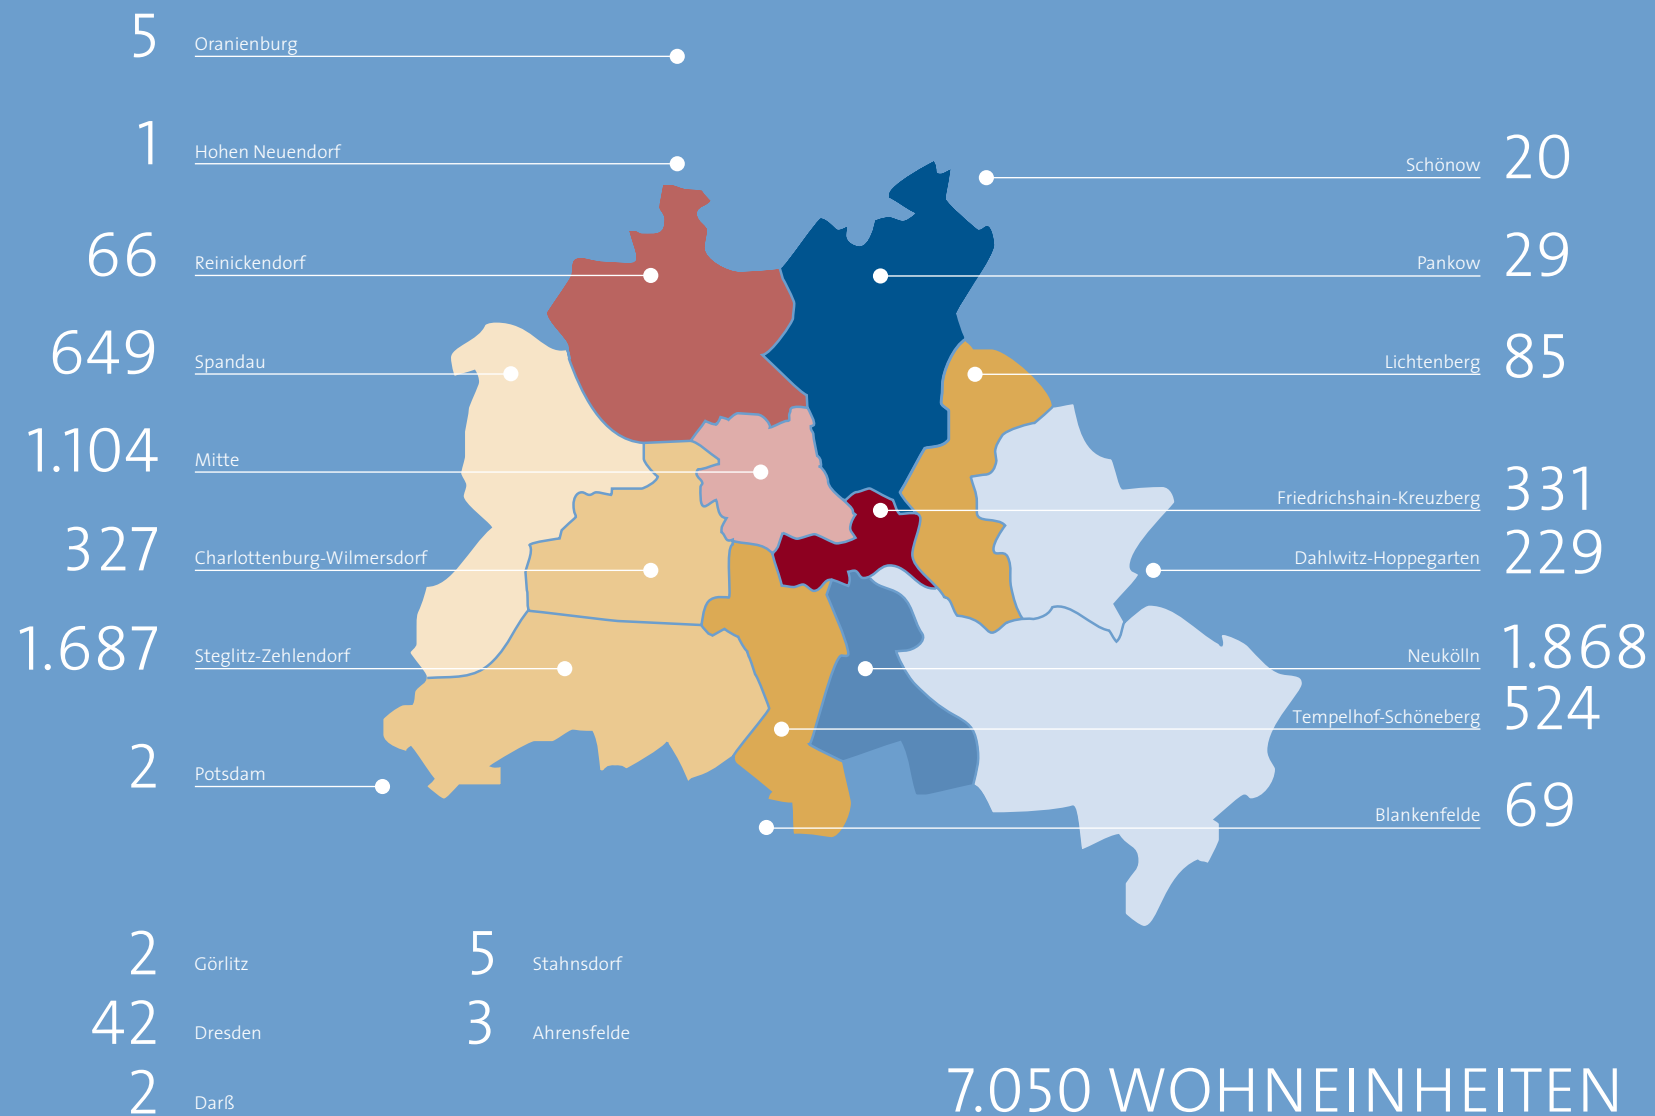 5 Oranienburg
1 Hohen Neuendorf
66 Reinickendorf
649 Spandau
1.104 Mitte
327 Charlottenburg-Wilmersdorf
1.687 Steglitz-Zehlendorf
2 Potsdam
Schönow 20
Pankow 29
Lichtenberg 85
Friedrichshain-Kreuzberg 331
Dahlwitz-Hoppegarten 229
Neukölln 1.868
Tempelhof-Schöneberg 524
Blankenfelde 69
2 Görlitz
42 Dresden
2 Darß
5 Stahnsdorf
3 Ahrensfelde
7.050 WOHNEINHEITEN